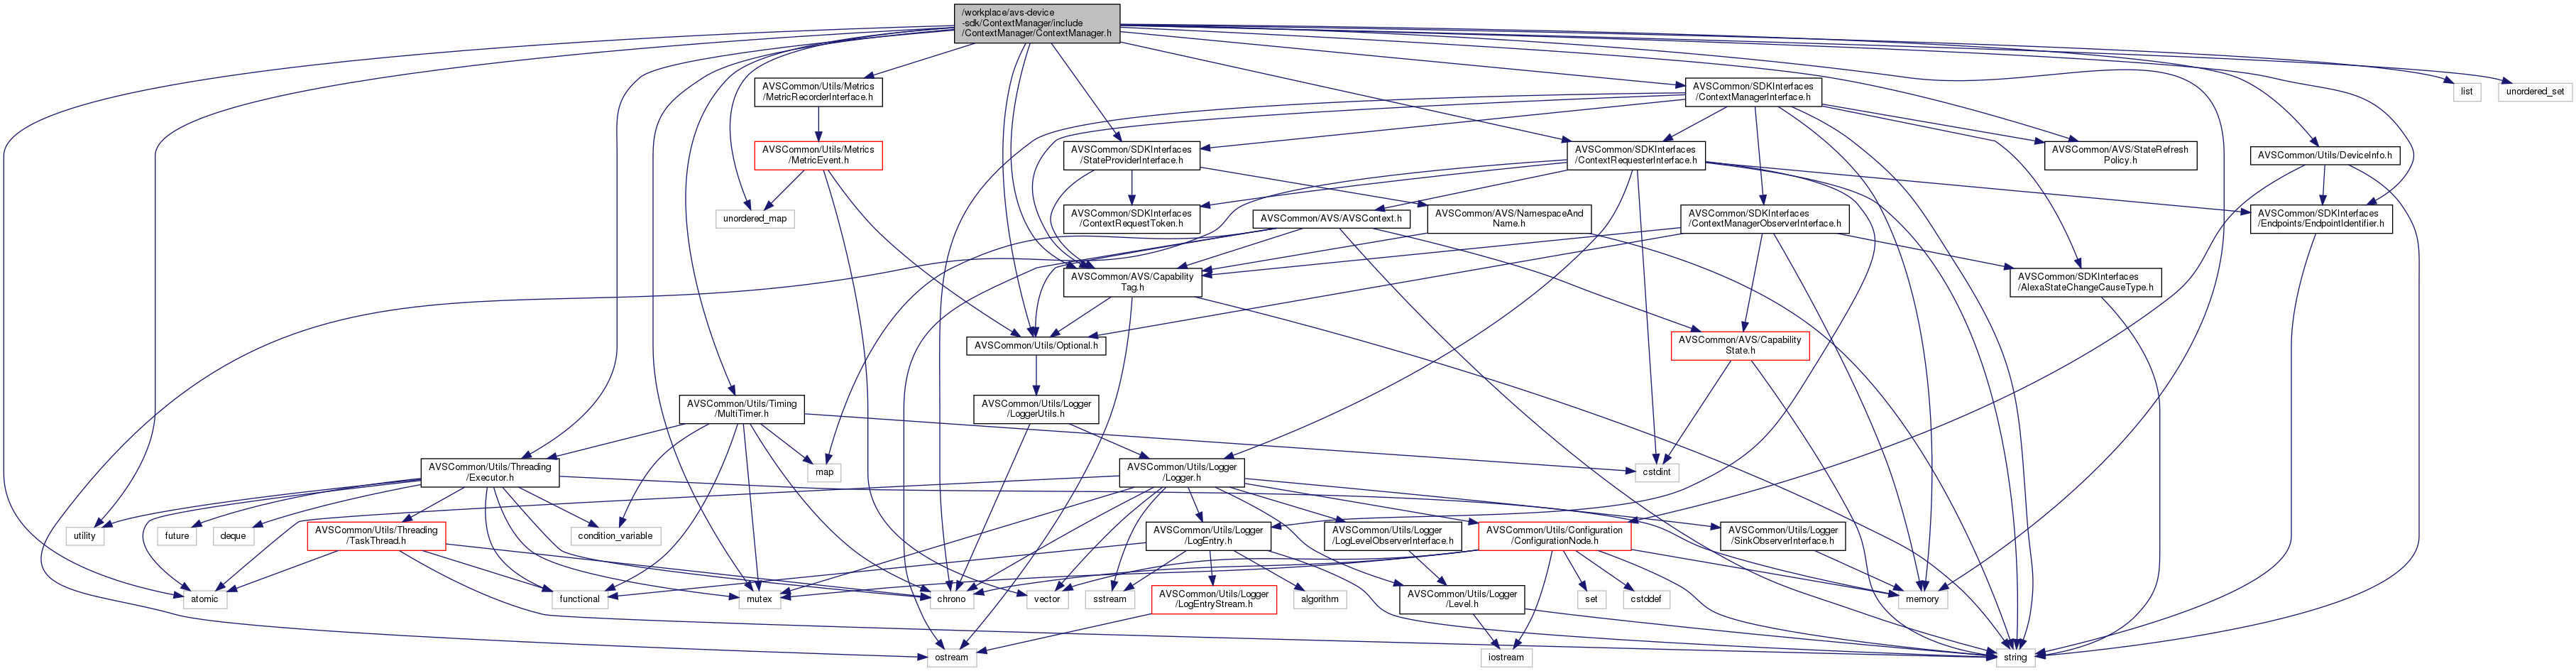 /workplace/avs-device
-sdk/ContextManager/include
/ContextManager/ContextManager.h
AVSCommon/Utils/Metrics
/MetricRecorderInterface.h
AVSCommon/SDKInterfaces
/ContextManagerInterface.h
list
unordered_set
AVSCommon/Utils/Metrics
/MetricEvent.h
AVSCommon/SDKInterfaces
/StateProviderInterface.h
AVSCommon/SDKInterfaces
/ContextRequesterInterface.h
AVSCommon/AVS/StateRefresh
Policy.h
AVSCommon/Utils/DeviceInfo.h
unordered_map
AVSCommon/SDKInterfaces
/ContextRequestToken.h
AVSCommon/AVS/AVSContext.h
AVSCommon/AVS/NamespaceAnd
Name.h
AVSCommon/SDKInterfaces
/ContextManagerObserverInterface.h
AVSCommon/SDKInterfaces
/Endpoints/EndpointIdentifier.h
AVSCommon/AVS/Capability
Tag.h
AVSCommon/SDKInterfaces
/AlexaStateChangeCauseType.h
AVSCommon/Utils/Optional.h
AVSCommon/AVS/Capability
State.h
AVSCommon/Utils/Timing
/MultiTimer.h
AVSCommon/Utils/Logger
/LoggerUtils.h
AVSCommon/Utils/Threading
/Executor.h
map
AVSCommon/Utils/Logger
/Logger.h
cstdint
utility
future
deque
AVSCommon/Utils/Threading
/TaskThread.h
condition_variable
AVSCommon/Utils/Logger
/LogEntry.h
AVSCommon/Utils/Logger
/LogLevelObserverInterface.h
AVSCommon/Utils/Configuration
/ConfigurationNode.h
AVSCommon/Utils/Logger
/SinkObserverInterface.h
atomic
functional
mutex
chrono
vector
sstream
AVSCommon/Utils/Logger
/LogEntryStream.h
algorithm
AVSCommon/Utils/Logger
/Level.h
set
cstddef
memory
ostream
iostream
string